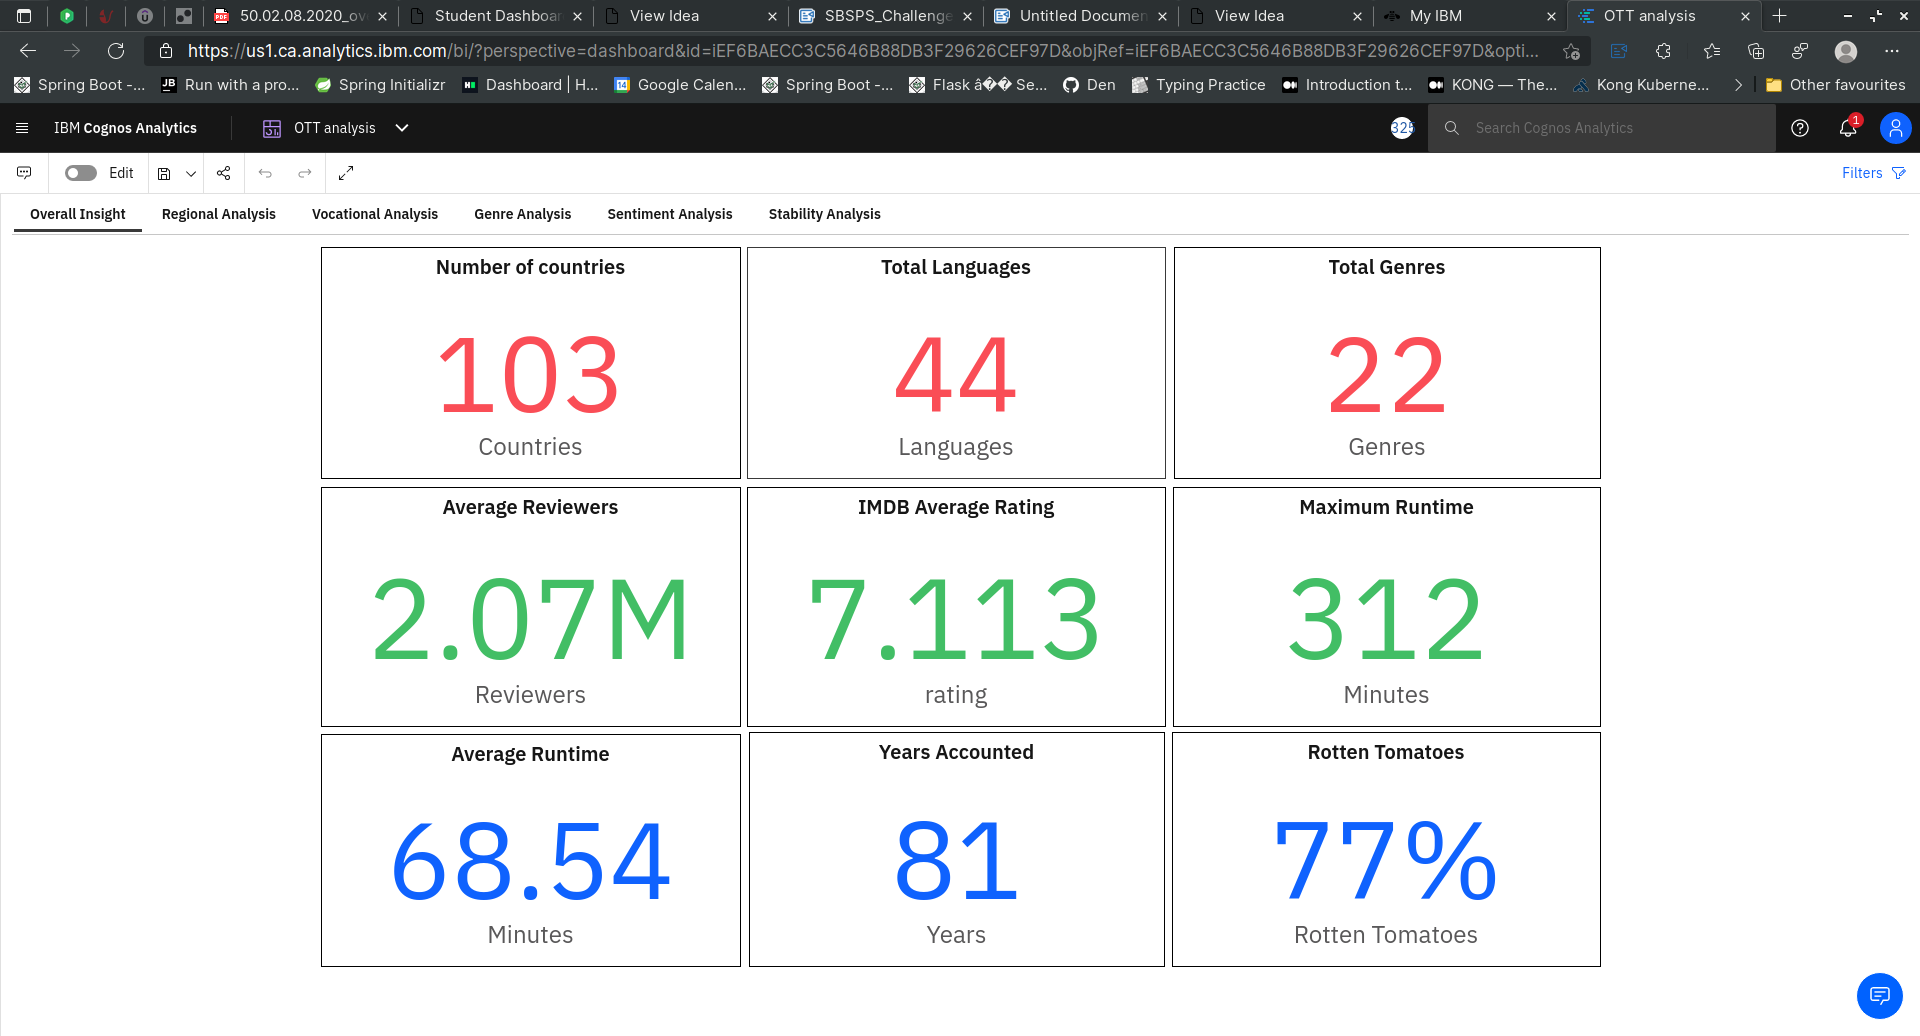 50.02.08.2020_ov
Student Dashboar
View Idea
SBSPS_Challenge
Untitled Documen
View Idea
My IBM
OTT analysis
https://us1.ca.analytics.ibm.com/bi/?perspective=dashboard&id=iEF6BAECC3C5646B88DB3F29626CEF97D&objRef=iEF6BAECC3C5646B88DB3F29626CEF97D&opti...
Spring Boot -...
Run with a pro...
Spring Initializr
Dashboard | H...
Google Calen...
Spring Boot -...
Flask â�� Se...
Den
Typing Practice
Introduction t...
KONG — The...
Kong Kuberne...
Other favourites
IBM Cognos Analytics
OTT analysis
325
Search Cognos Analytics
1
Edit
Filters
Overall Insight
Regional Analysis
Vocational Analysis
Genre Analysis
Sentiment Analysis
Stability Analysis
Number of countries
103
Countries
Total Languages
44
Languages
Total Genres
22
Genres
Average Reviewers
2.07M
Reviewers
IMDB Average Rating
7.113
rating
Maximum Runtime
312
Minutes
Average Runtime
68.54
Minutes
Years Accounted
81
Years
Rotten Tomatoes
77%
Rotten Tomatoes